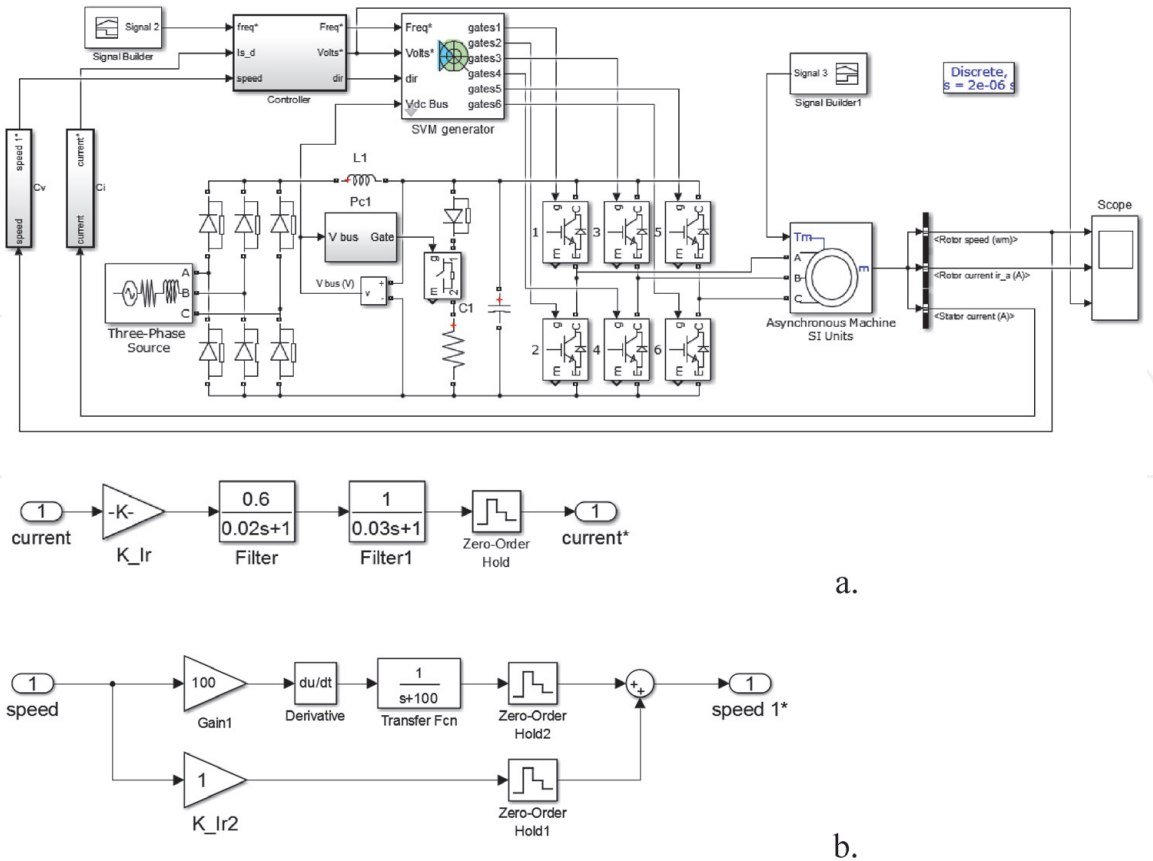 Signal 2
Signal Builder
freq*
Is_d
speed
Freq*
Volts*
dir
Controller
Freq*
Volts*
dir
Vdc Bus
gates1
gates2
gates3
gates4
gates5
gates6
SVM generator
Signal 3
Signal Builder1
Discrete,
s = 2e-06 s
speed 1*
speed
Cv
current*
current
Ci
L1
Pc1
V bus
Gate
V bus (V)
v
+
-
g
m
1
2
C1
A
B
C
Three-Phase
Source
1
g
C
m
E
3
g
C
m
E
5
g
C
m
E
2
g
C
m
E
4
g
C
m
E
6
g
C
m
E
Tm
A
B
C
m
Asynchronous Machine
SI Units
<Rotor speed (wm)>
<Rotor current ir_a (A)>
<Stator current (A)>
Scope
1
current
-K-
K_Ir
0.6
0.02s+1
Filter
1
0.03s+1
Filter1
Zero-Order
Hold
1
current*
a.
1
speed
100
Gain1
du/dt
Derivative
1
s+100
Transfer Fcn
Zero-Order
Hold2
+
+
1
speed 1*
1
K_Ir2
Zero-Order
Hold1
b.